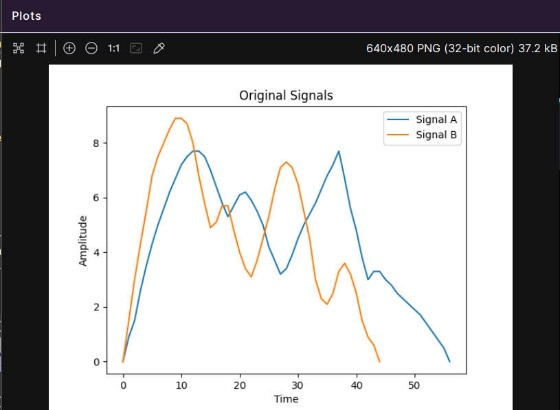 Plots
1:1
640x480 PNG (32-bit color) 37.2 kB
Original Signals
Signal A
Signal B
8
6
4
2
0
Amplitude
0 10 20 30 40 50
Time